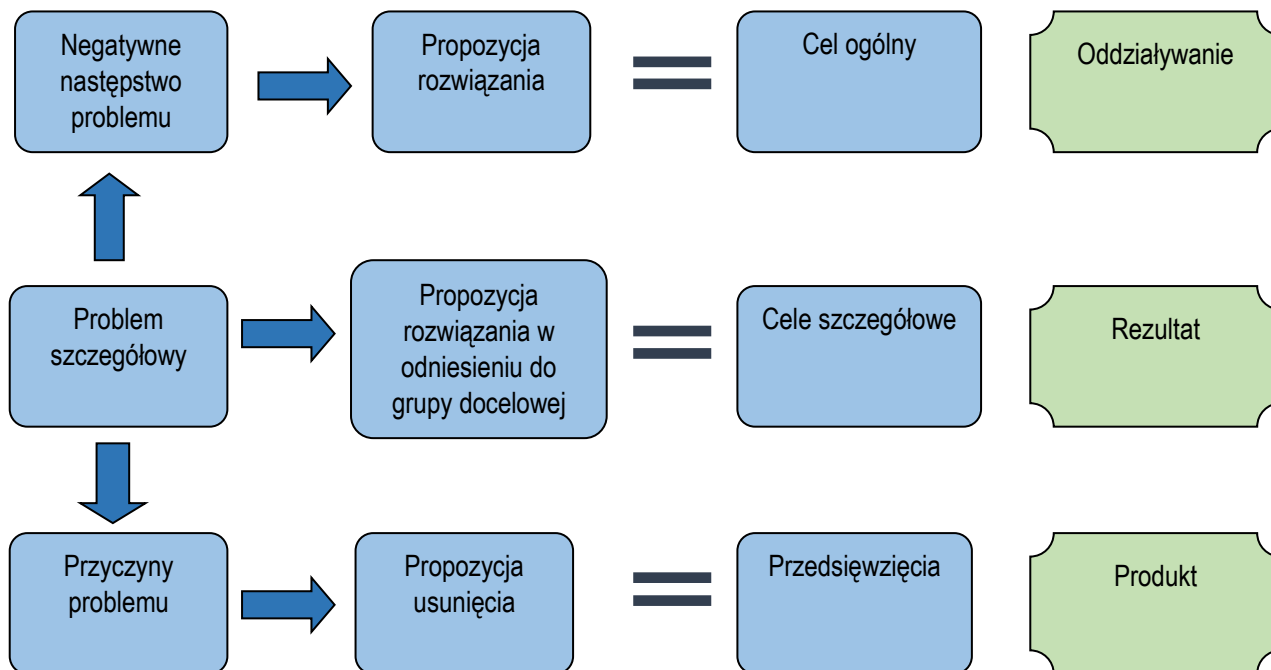 Negatywne
następstwo
problemu
Propozycja
rozwiązania
Cel ogólny
Oddziaływanie
Problem
szczegółowy
Propozycja
rozwiązania w
odniesieniu do
grupy docelowej
Cele szczegółowe
Rezultat
Przyczyny
problemu
Propozycja
usunięcia
Przedsięwzięcia
Produkt